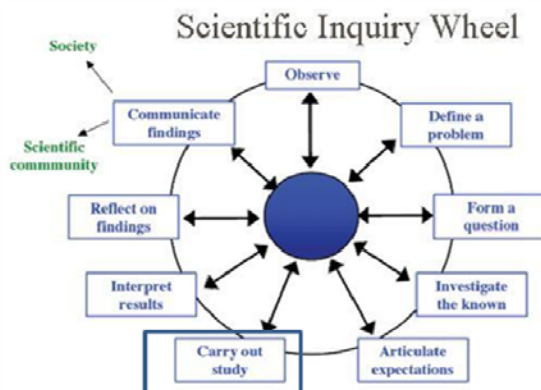 Scientific Inquiry Wheel
Society
Observe
Communicate
findings
Define a
problem
Scientific
commmunity
Reflect on
findings
Form a
question
Interpret
results
Investigate
the known
Carry out
study
Articulate
expectations